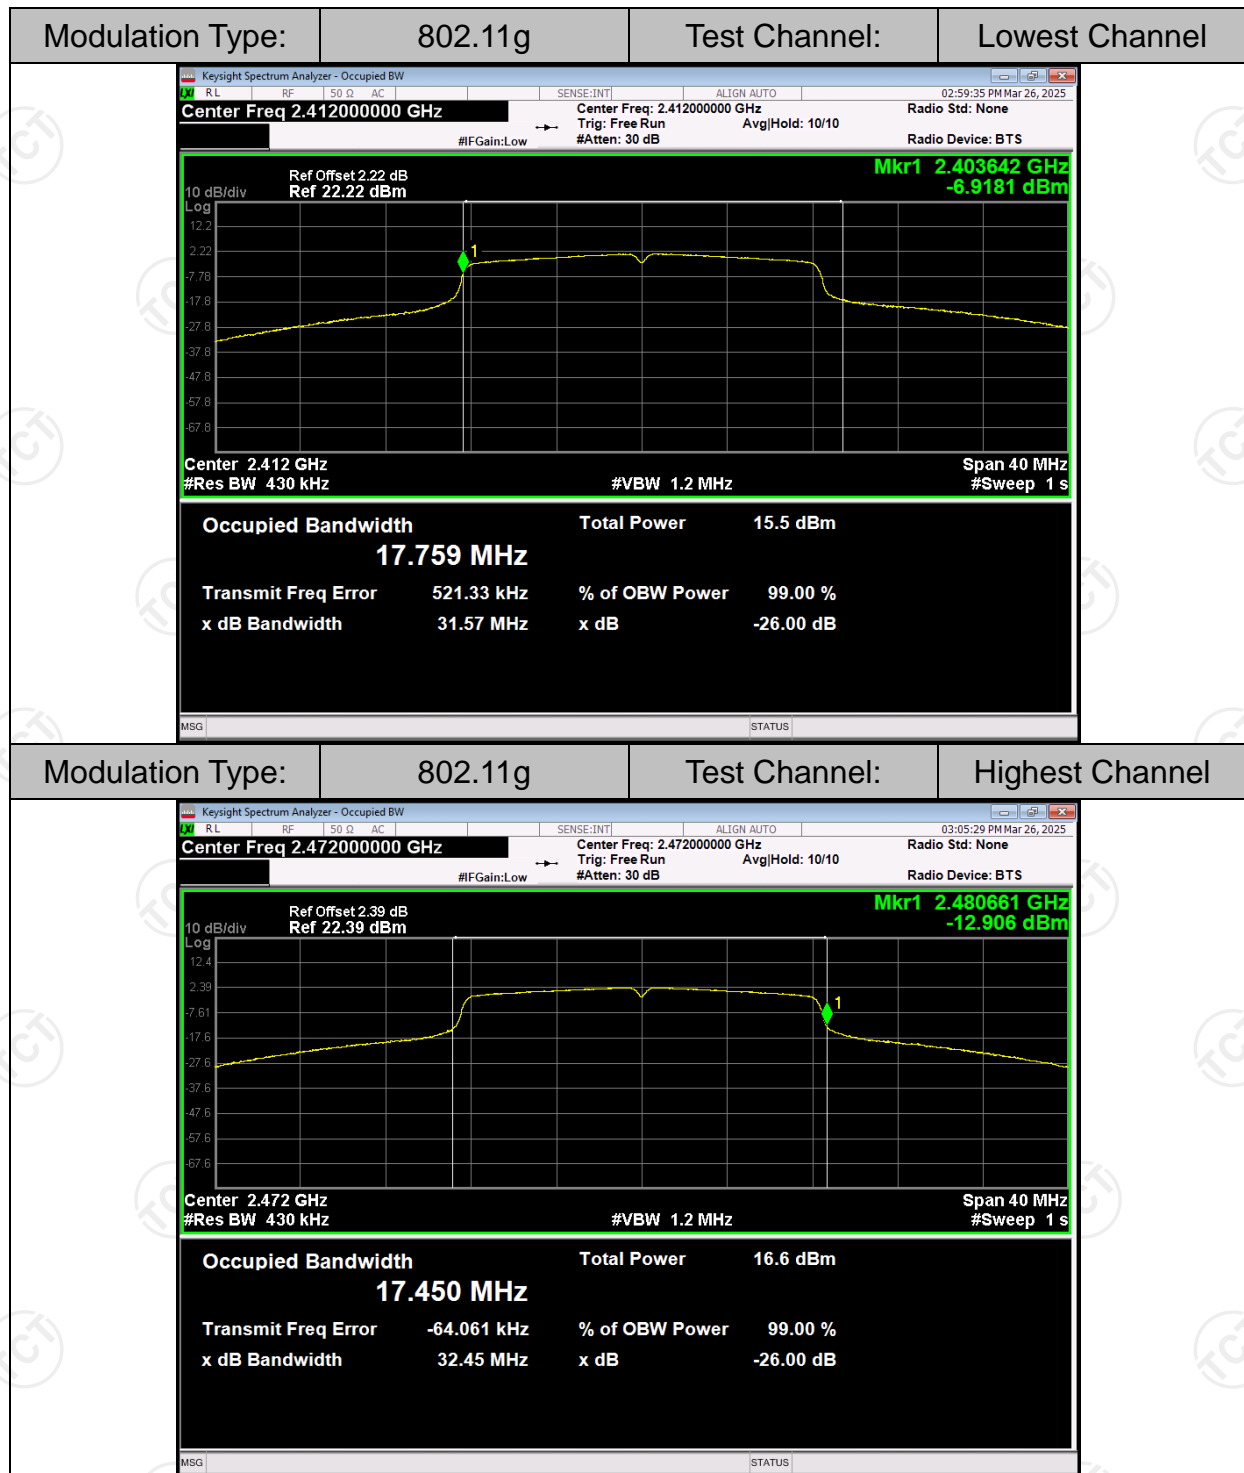 Modulation Type: 802.11g Test Channel: Lowest Channel
Keysight Spectrum Analyzer - Occupied BW
LXI RL RF 50 Ω AC SENSE:INT ALIGN AUTO 02:59:35 PM Mar 26, 2025
Center Freq 2.412000000 GHz Center Freq: 2.412000000 GHz Radio Std: None
Trig: Free Run Avg|Hold: 10/10
#IFGain:Low #Atten: 30 dB Radio Device: BTS
Mkr1 2.403642 GHz
Ref Offset 2.22 dB
10 dB/div Ref 22.22 dBm -6.9181 dBm
Log
12.2
1
2.22
-7.78
-17.8
-27.8
-37.8
-47.8
-57.8
-67.8
Center 2.412 GHz Span 40 MHz
#Res BW 430 kHz #VBW 1.2 MHz #Sweep 1 s
Occupied Bandwidth Total Power 15.5 dBm
17.759 MHz
Transmit Freq Error 521.33 kHz % of OBW Power 99.00 %
x dB Bandwidth 31.57 MHz x dB -26.00 dB
MSG STATUS
Modulation Type: 802.11g Test Channel: Highest Channel
Keysight Spectrum Analyzer - Occupied BW
LXI RL RF 50 Ω AC SENSE:INT ALIGN AUTO 03:05:29 PM Mar 26, 2025
Center Freq 2.472000000 GHz Center Freq: 2.472000000 GHz Radio Std: None
Trig: Free Run Avg|Hold: 10/10
#IFGain:Low #Atten: 30 dB Radio Device: BTS
Mkr1 2.480661 GHz
Ref Offset 2.39 dB
10 dB/div Ref 22.39 dBm -12.906 dBm
Log
12.4
2.39
1
-7.61
-17.6
-27.6
-37.6
-47.6
-57.6
-67.6
Center 2.472 GHz Span 40 MHz
#Res BW 430 kHz #VBW 1.2 MHz #Sweep 1 s
Occupied Bandwidth Total Power 16.6 dBm
17.450 MHz
Transmit Freq Error -64.061 kHz % of OBW Power 99.00 %
x dB Bandwidth 32.45 MHz x dB -26.00 dB
MSG STATUS
TCT